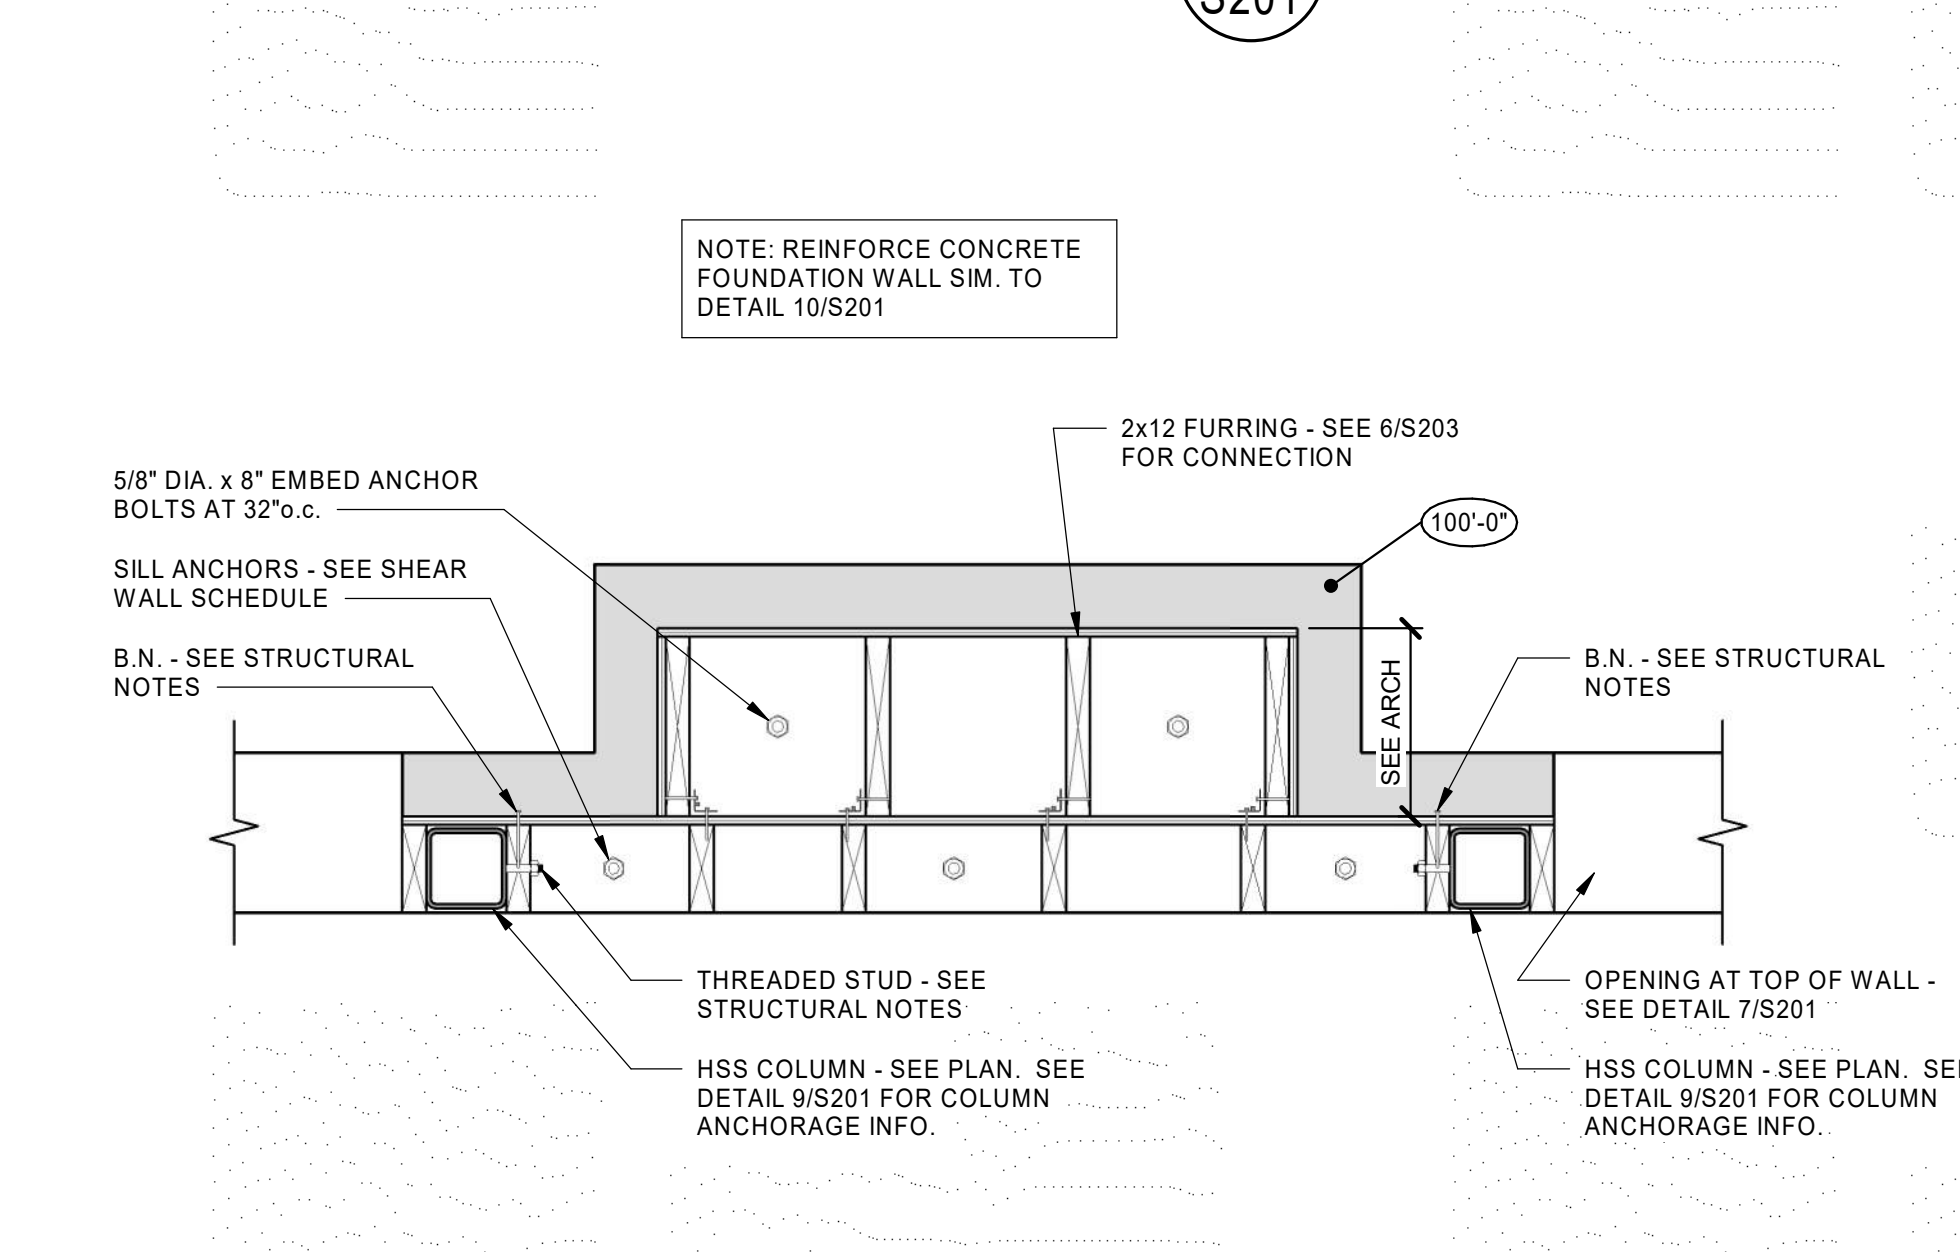 S201
NOTE: REINFORCE CONCRETE
FOUNDATION WALL SIM. TO
DETAIL 10/S201
2x12 FURRING - SEE 6/S203
FOR CONNECTION
5/8" DIA. x 8" EMBED ANCHOR
BOLTS AT 32"o.c.
100'-0"
SILL ANCHORS - SEE SHEAR
WALL SCHEDULE
B.N. - SEE STRUCTURAL
NOTES
SEE ARCH
B.N. - SEE STRUCTURAL
NOTES
THREADED STUD - SEE
STRUCTURAL NOTES
OPENING AT TOP OF WALL -
SEE DETAIL 7/S201
HSS COLUMN - SEE PLAN.  SEE
DETAIL 9/S201 FOR COLUMN
ANCHORAGE INFO.
HSS COLUMN - SEE PLAN.  SEE
DETAIL 9/S201 FOR COLUMN
ANCHORAGE INFO.